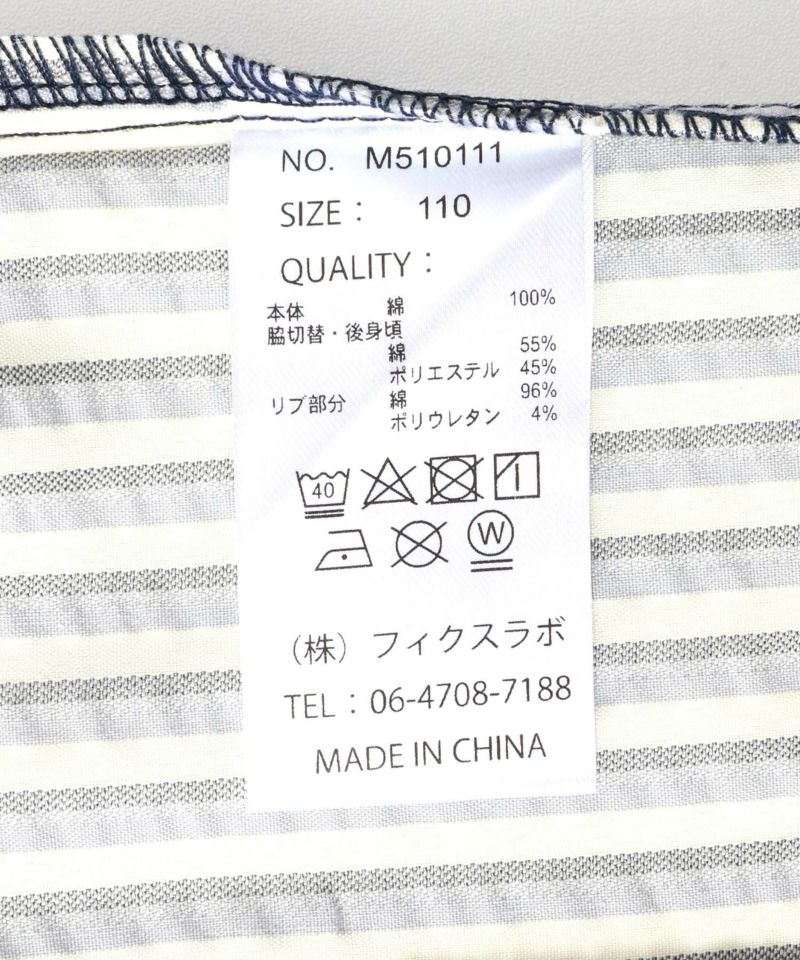 NO. M510111
SIZE： 110
QUALITY：
本体 綿 100%
脇切替・後身頃
綿 55%
ポリエステル 45%
リブ部分 綿 96%
ポリウレタン 4%
40
W
（株）フィクスラボ
TEL：06-4708-7188
MADE IN CHINA